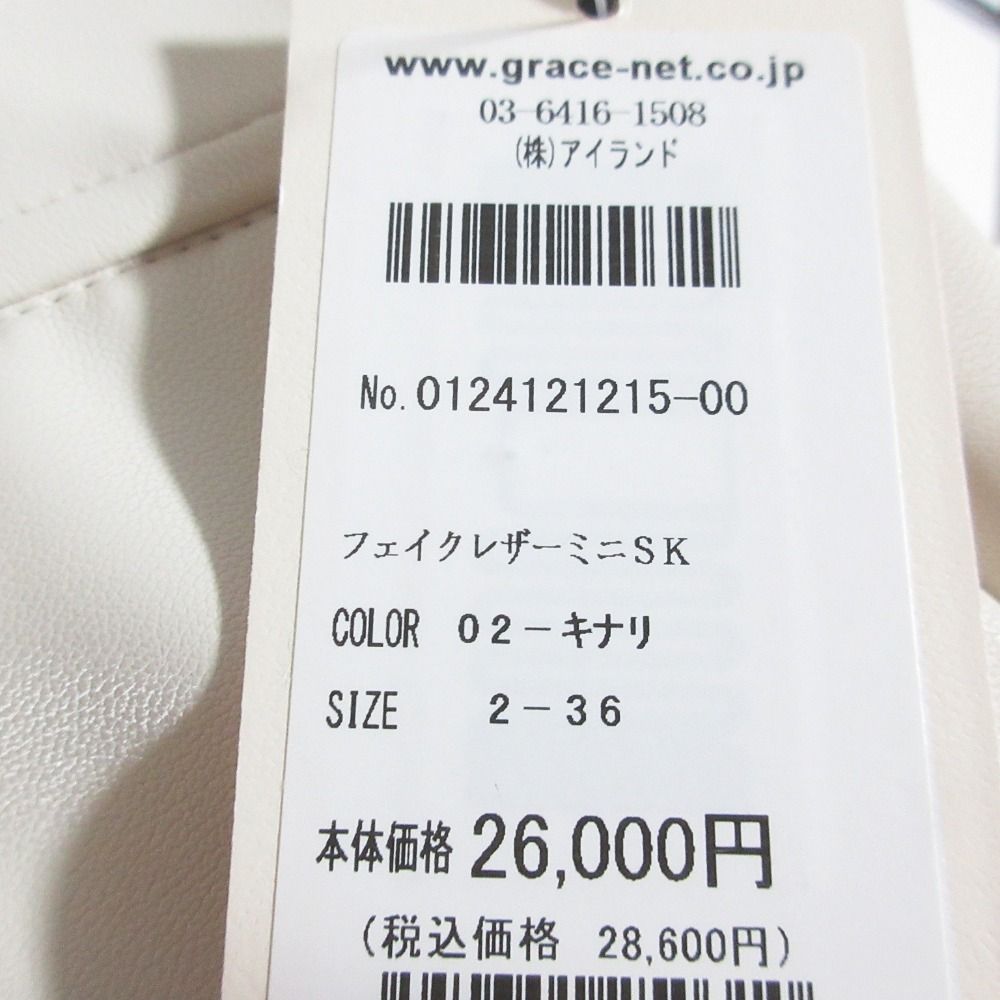 www.grace-net.co.jp
03-6416-1508
(株)アイランド
No.0124121215-00
フェイクレザーミニSK
COLOR 02-キナリ
SIZE 2-36
本体価格 26,000円
(税込価格 28,600円)